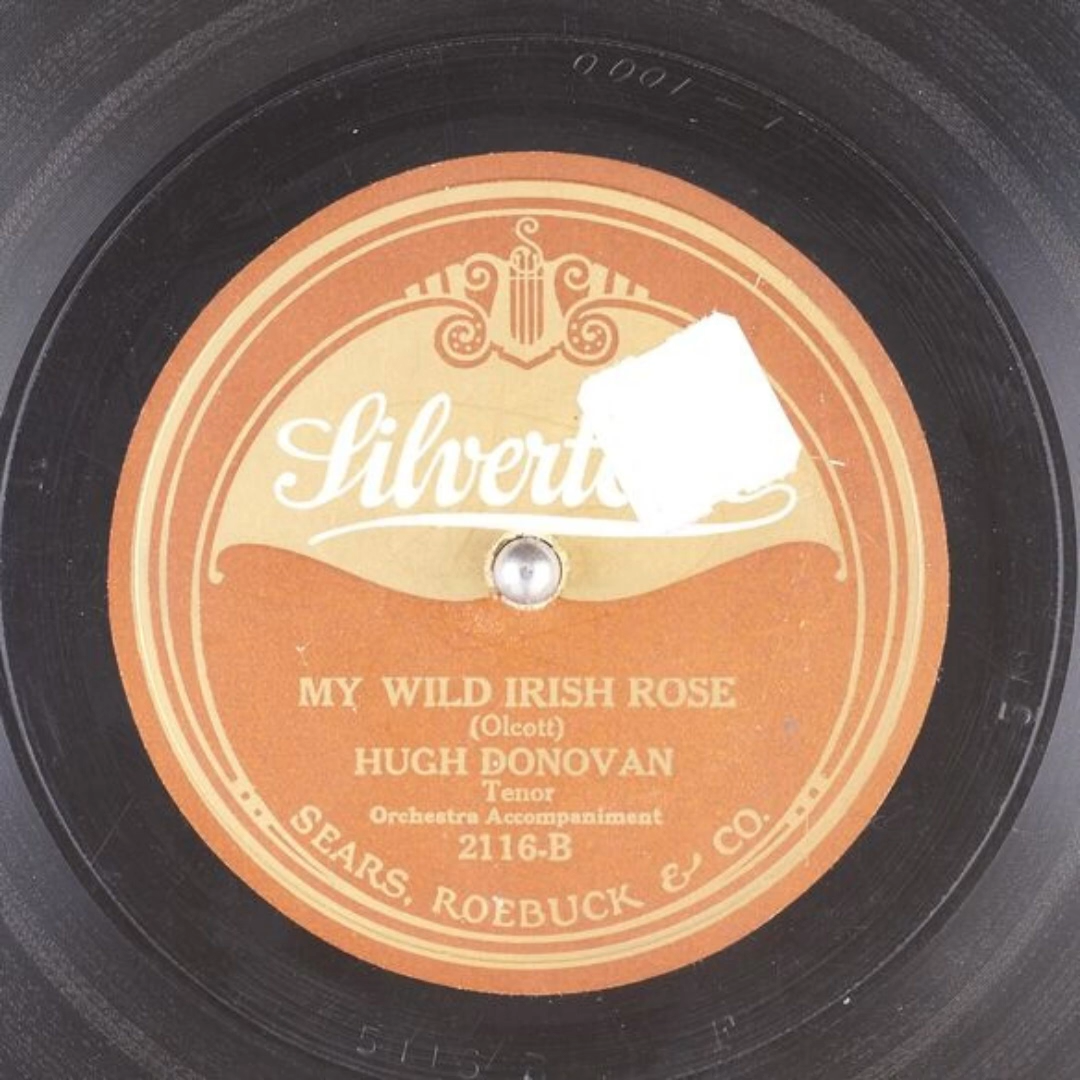 MY WILD IRISH ROSE
(Olcott)
HUGH DONOVAN
Tenor
Orchestra Accompaniment
2116-B
SEARS, ROEBUCK & CO.